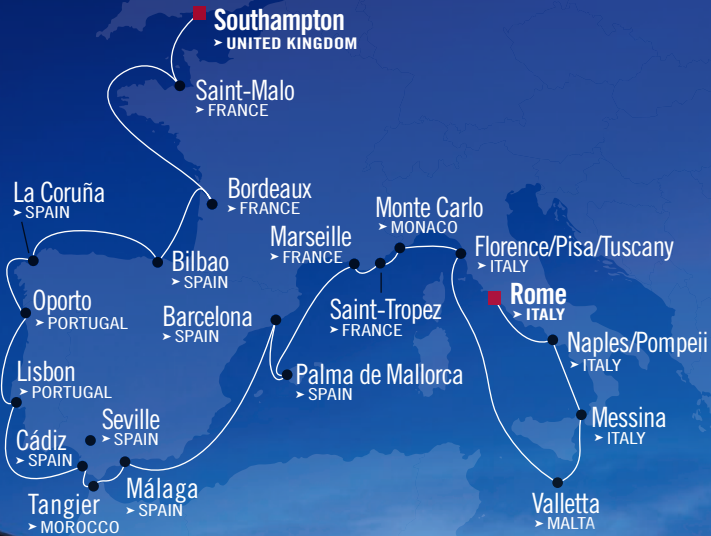 Southampton
➤ UNITED KINGDOM
Saint-Malo
➤ FRANCE
La Coruña
➤ SPAIN
Bordeaux
➤ FRANCE
Monte Carlo
➤ MONACO
Marseille
➤ FRANCE
Florence/Pisa/Tuscany
➤ ITALY
Bilbao
➤ SPAIN
Oporto
➤ PORTUGAL
Barcelona
➤ SPAIN
Saint-Tropez
➤ FRANCE
Rome
➤ ITALY
Naples/Pompeii
➤ ITALY
Lisbon
➤ PORTUGAL
Palma de Mallorca
➤ SPAIN
Seville
➤ SPAIN
Messina
➤ ITALY
Cádiz
➤ SPAIN
Tangier
➤ MOROCCO
Málaga
➤ SPAIN
Valletta
➤ MALTA